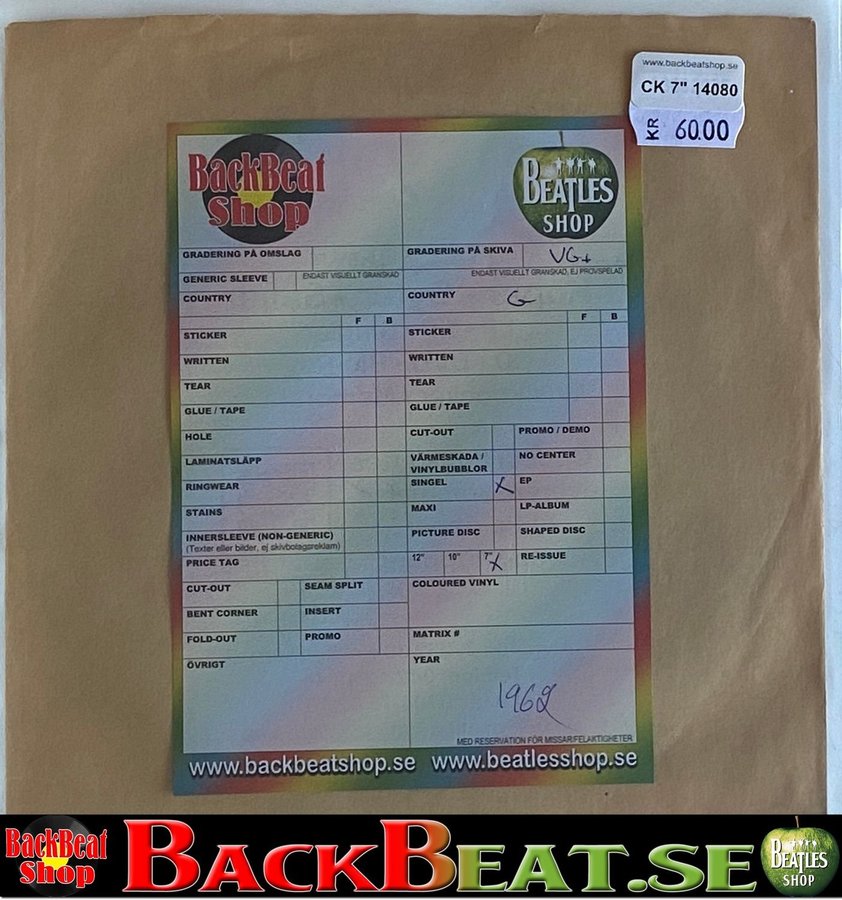 www.backbeatshop.se
CK 7" 14080
KR 60.00
BackBeat
Shop
BEATLES
SHOP
GRADERING PÅ OMSLAG
GENERIC SLEEVE
ENDAST VISUELLT GRANSKAD
COUNTRY
F B
STICKER
WRITTEN
TEAR
GLUE / TAPE
HOLE
LAMINATSLÄPP
RINGWEAR
STAINS
INNERSLEEVE (NON-GENERIC)
(Texter eller bilder, ej skivbolagsreklam)
PRICE TAG
CUT-OUT SEAM SPLIT
BENT CORNER INSERT
FOLD-OUT PROMO
ÖVRIGT
GRADERING PÅ SKIVA VG+
ENDAST VISUELLT GRANSKAD, EJ PROVSPELAD
COUNTRY G
F B
STICKER
WRITTEN
TEAR
GLUE / TAPE
CUT-OUT PROMO / DEMO
VÄRMESKADA / NO CENTER
VINYLBUBBLOR
SINGEL X EP
MAXI LP-ALBUM
PICTURE DISC SHAPED DISC
12" 10" 7" X RE-ISSUE
COLOURED VINYL
MATRIX #
YEAR
1962
MED RESERVATION FÖR MISSAR/FELAKTIGHETER
www.backbeatshop.se www.beatlesshop.se
BackBeat
Shop
BACKBEAT.SE
BEATLES
SHOP